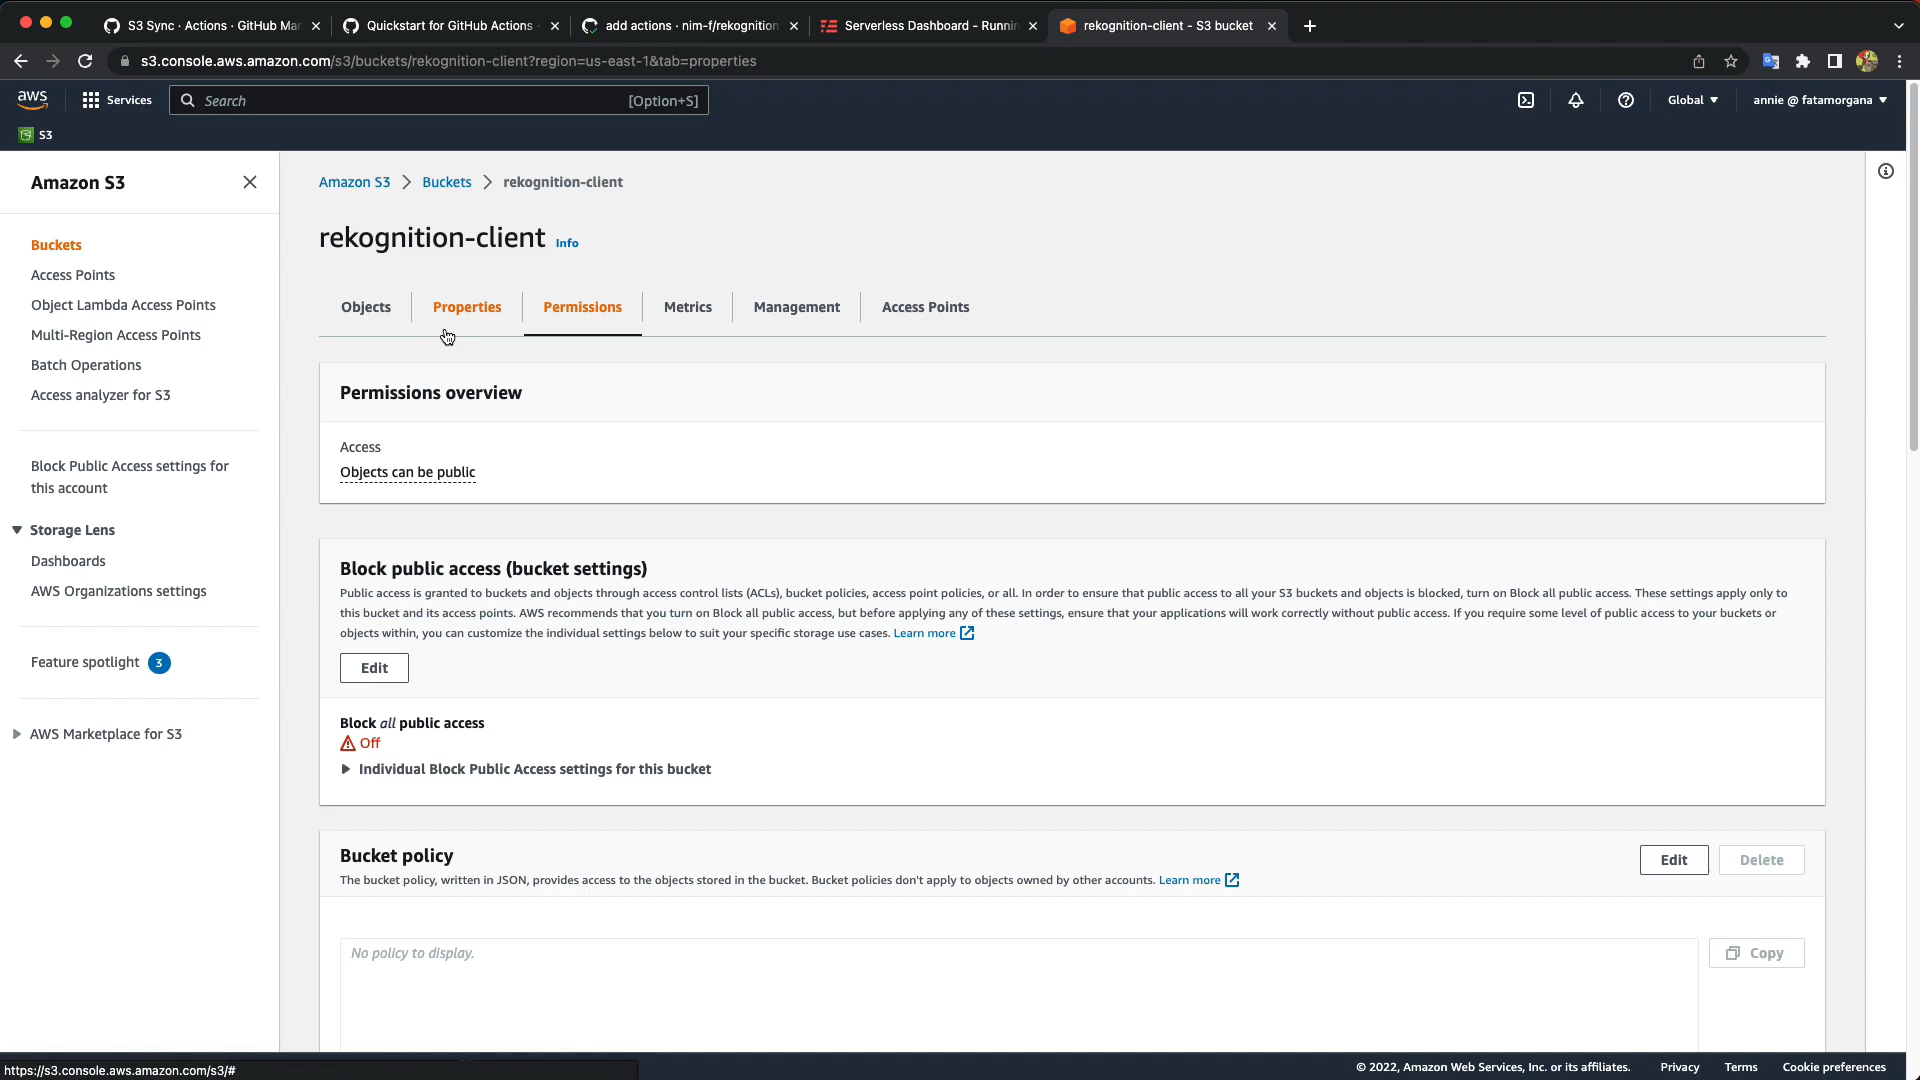 S3 Sync · Actions · GitHub Mar
Quickstart for GitHub Actions -
add actions · nim-f/rekognition
Serverless Dashboard - Runnin
rekognition-client - S3 bucket
s3.console.aws.amazon.com/s3/buckets/rekognition-client?region=us-east-1&tab=properties
aws
Services
Search
[Option+S]
Global
annie @ fatamorgana
S3
Amazon S3
Buckets
Access Points
Object Lambda Access Points
Multi-Region Access Points
Batch Operations
Access analyzer for S3
Block Public Access settings for
this account
Storage Lens
Dashboards
AWS Organizations settings
Feature spotlight 3
AWS Marketplace for S3
Amazon S3 > Buckets > rekognition-client
rekognition-client Info
Objects
Properties
Permissions
Metrics
Management
Access Points
Permissions overview
Access
Objects can be public
Block public access (bucket settings)
Public access is granted to buckets and objects through access control lists (ACLs), bucket policies, access point policies, or all. In order to ensure that public access to all your S3 buckets and objects is blocked, turn on Block all public access. These settings apply only to
this bucket and its access points. AWS recommends that you turn on Block all public access, but before applying any of these settings, ensure that your applications will work correctly without public access. If you require some level of public access to your buckets or
objects within, you can customize the individual settings below to suit your specific storage use cases. Learn more
Edit
Block all public access
Off
Individual Block Public Access settings for this bucket
Bucket policy
Edit
Delete
The bucket policy, written in JSON, provides access to the objects stored in the bucket. Bucket policies don't apply to objects owned by other accounts. Learn more
No policy to display.
Copy
https://s3.console.aws.amazon.com/s3/#
© 2022, Amazon Web Services, Inc. or its affiliates.
Privacy
Terms
Cookie preferences